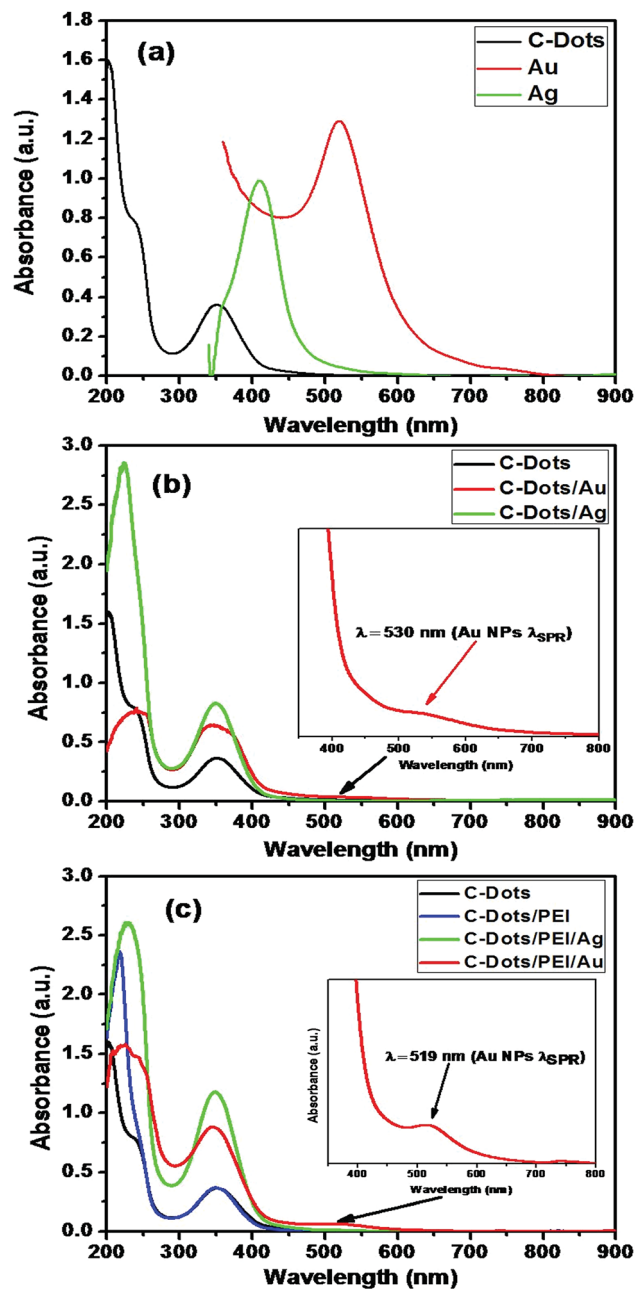 (a)
C-Dots
Au
Ag
1.8
1.6
1.4
1.2
1.0
0.8
0.6
0.4
0.2
0.0
Absorbance (a.u.)
200 300 400 500 600 700 800 900
Wavelength (nm)
(b)
C-Dots
C-Dots/Au
C-Dots/Ag
3.0
2.5
2.0
1.5
1.0
0.5
0.0
Absorbance (a.u.)
λ = 530 nm (Au NPs λSPR)
400 500 600 700 800
Wavelength (nm)
200 300 400 500 600 700 800 900
Wavelength (nm)
(c)
C-Dots
C-Dots/PEI
C-Dots/PEI/Ag
C-Dots/PEI/Au
3.0
2.5
2.0
1.5
1.0
0.5
0.0
Absorbance (a.u.)
Absorbance (a.u.)
λ=519 nm (Au NPs λSPR)
400 500 600 700 800
Wavelength (nm)
200 300 400 500 600 700 800 900
Wavelength (nm)